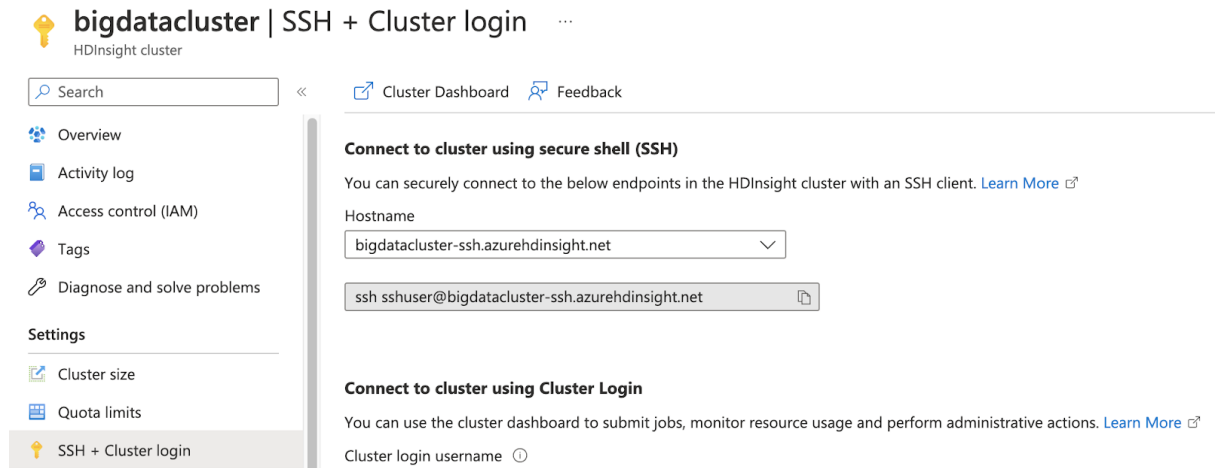 bigdatacluster | SSH + Cluster login ...
HDInsight cluster
Search «
Overview
Activity log
Access control (IAM)
Tags
Diagnose and solve problems
Settings
Cluster size
Quota limits
SSH + Cluster login
Cluster Dashboard Feedback
Connect to cluster using secure shell (SSH)
You can securely connect to the below endpoints in the HDInsight cluster with an SSH client. Learn More
Hostname
bigdatacluster-ssh.azurehdinsight.net
ssh sshuser@bigdatacluster-ssh.azurehdinsight.net
Connect to cluster using Cluster Login
You can use the cluster dashboard to submit jobs, monitor resource usage and perform administrative actions. Learn More
Cluster login username